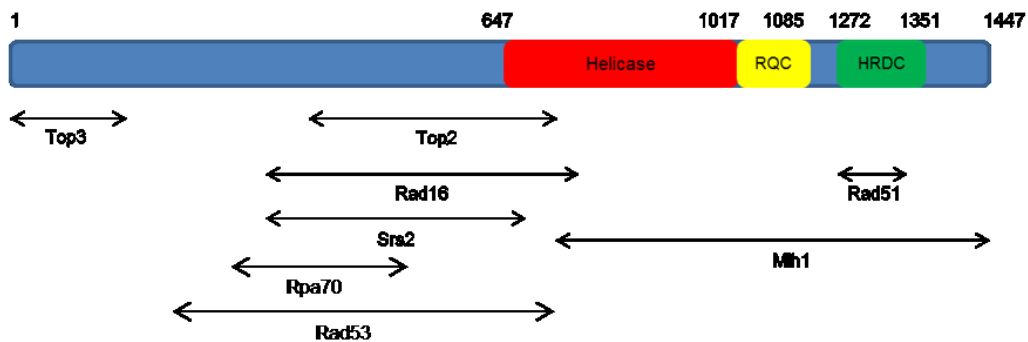 1 647 1017 1085 1272 1351 1447
Helicase RQC HRDC
Top3 Top2
Rad16 Rad51
Srs2
Mlh1
Rpa70
Rad53